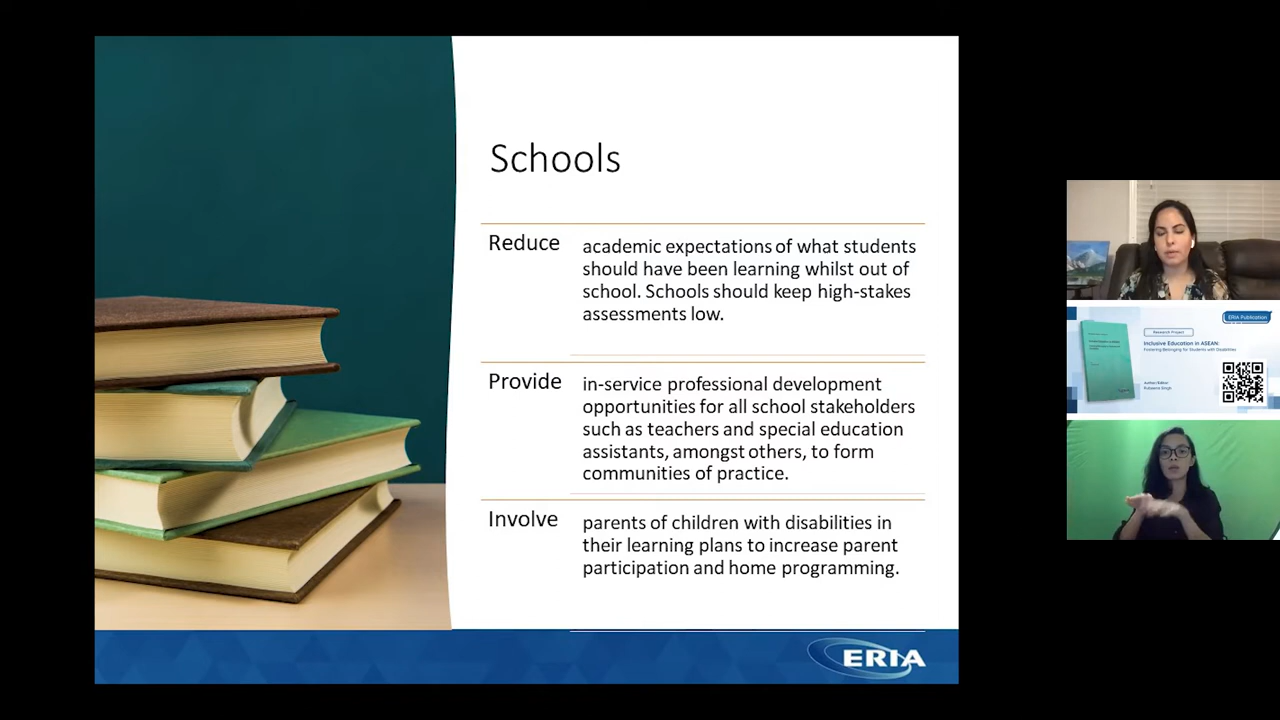 Schools
Reduce
academic expectations of what students
should have been learning whilst out of
school. Schools should keep high-stakes
assessments low.
Provide
in-service professional development
opportunities for all school stakeholders
such as teachers and special education
assistants, amongst others, to form
communities of practice.
Involve
parents of children with disabilities in
their learning plans to increase parent
participation and home programming.
ERIA
ERIA Publication
Research Project
Inclusive Education in ASEAN:
Fostering Belonging for Students with Disabilities
Author/Editor
Rubeena Singh